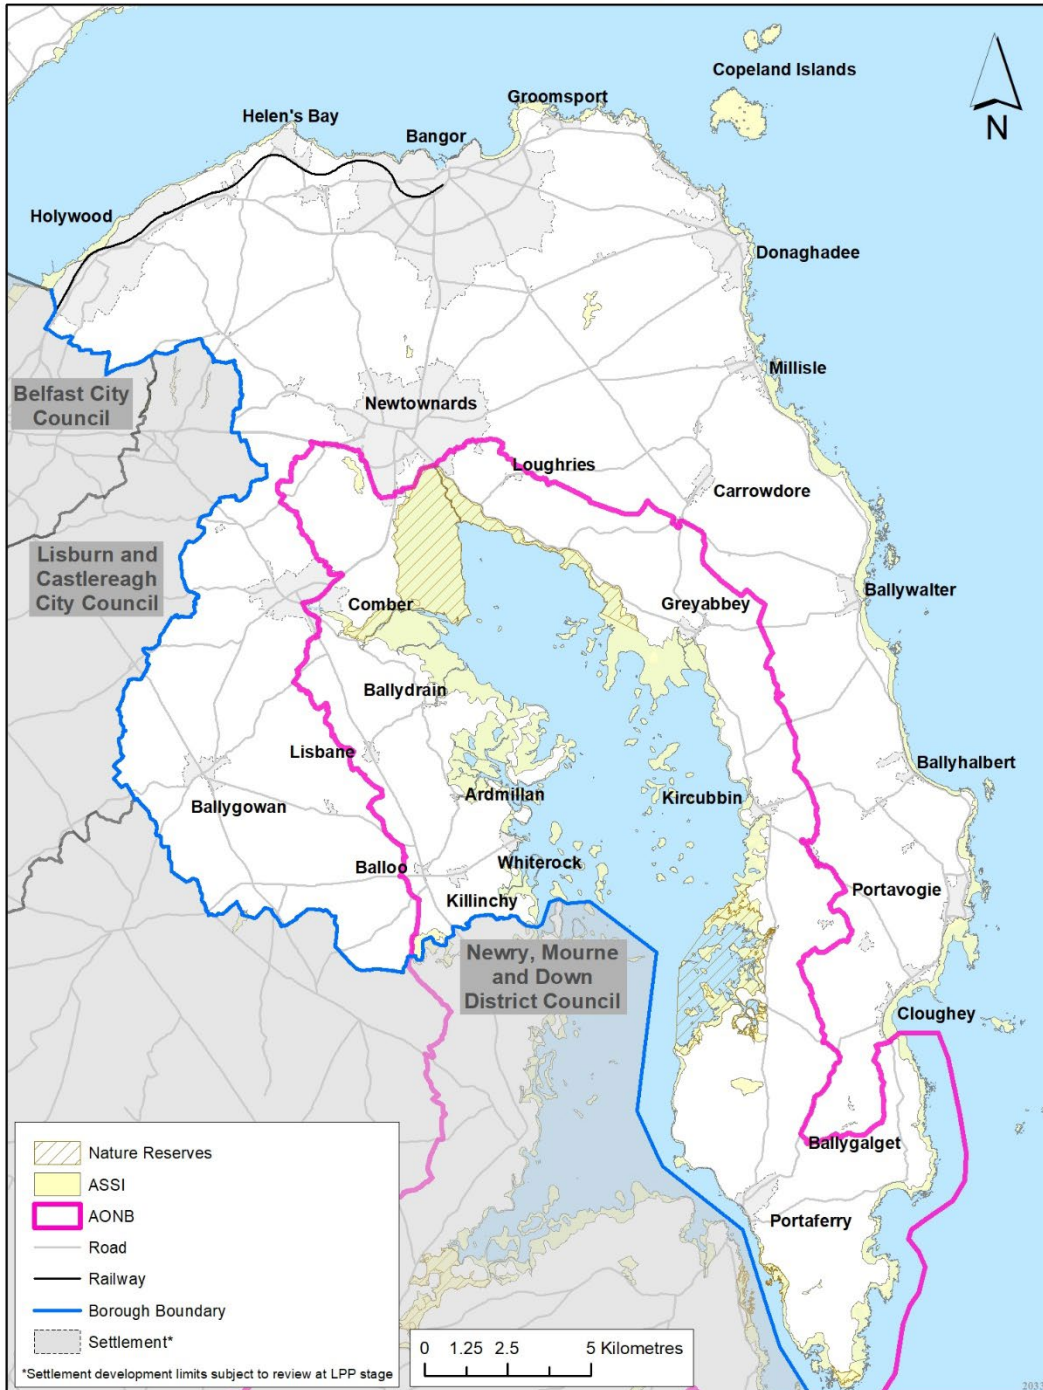 Copeland Islands
Groomsport
Helen's Bay
Bangor
N
Holywood
Donaghadee
Millisle
Belfast City
Council
Newtownards
Loughries
Carrowdore
Lisburn and
Castlereagh
City Council
Comber
Greyabbey
Ballywalter
Ballydrain
Lisbane
Ballyhalbert
Ballygowan
Ardmillan
Kircubbin
Balloo
Whiterock
Killinchy
Portavogie
Newry, Mourne
and Down
District Council
Cloughey
Ballygalget
Portaferry
Nature Reserves
ASSI
AONB
Road
Railway
Borough Boundary
Settlement*
*Settlement development limits subject to review at LPP stage
0 1.25 2.5 5 Kilometres